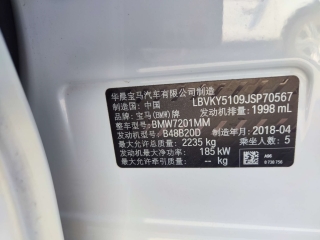 华晨宝马汽车有限公司制造
制造国：中国 LBVKY5109JSP70567
品牌：宝马(BMW)牌 发动机排量：1998 mL
整车型号：BMW7201MM
发动机型号：B48B20D 制造年月：2018-04
最大允许总质量：2235 kg 乘坐人数：5
发动机最大净功率：185 kW
最大允许牵引质量：-- kg